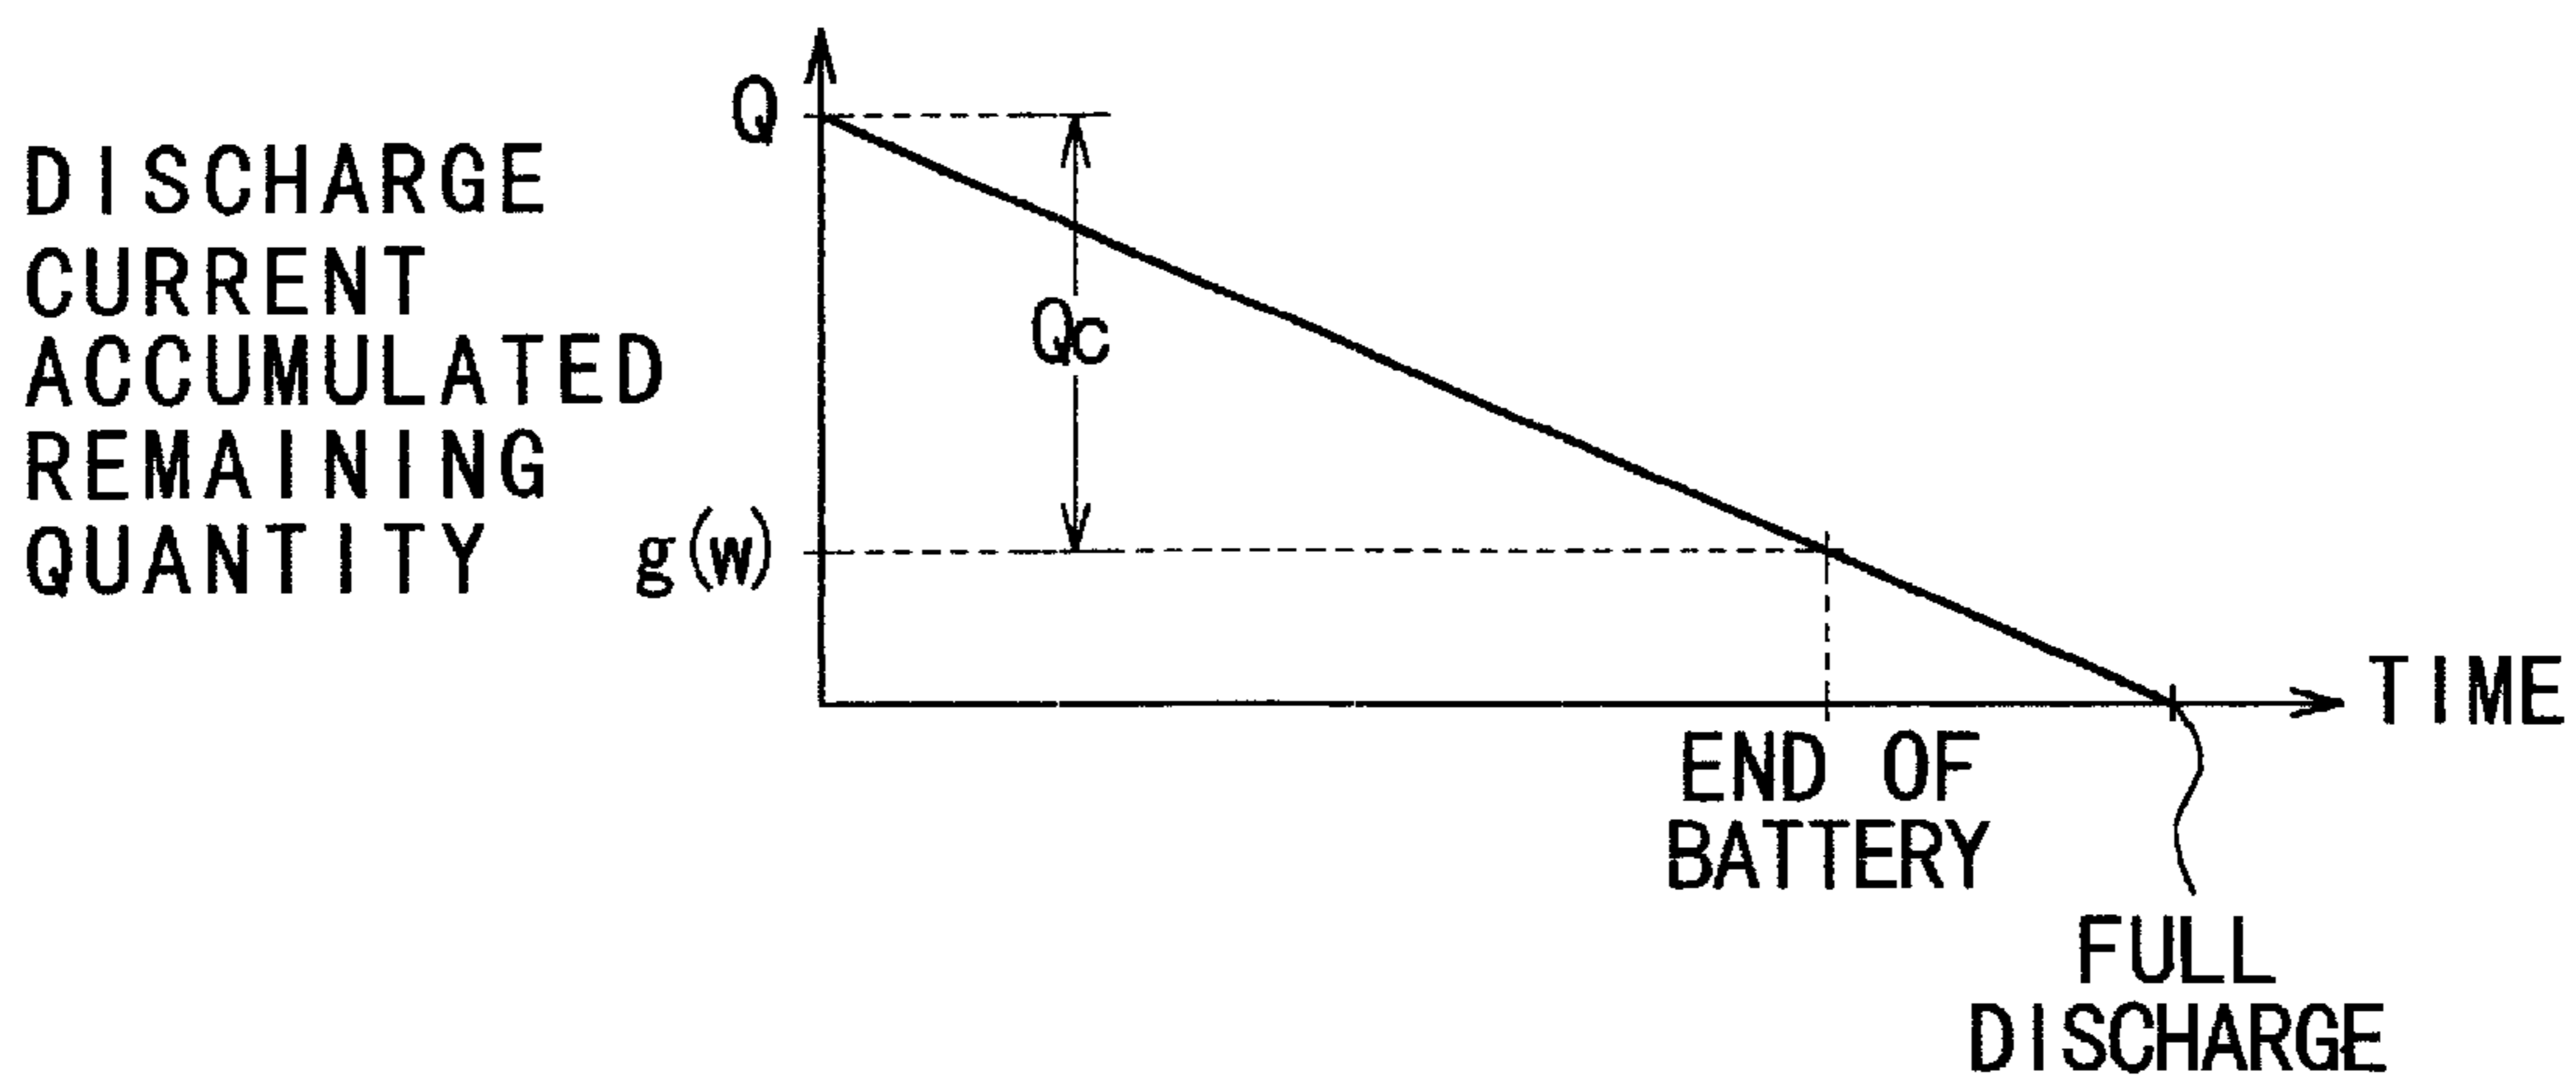 Q
DISCHARGE
CURRENT
ACCUMULATED
REMAINING
QUANTITY
Qc
g(w)
TIME
END OF
BATTERY
FULL
DISCHARGE